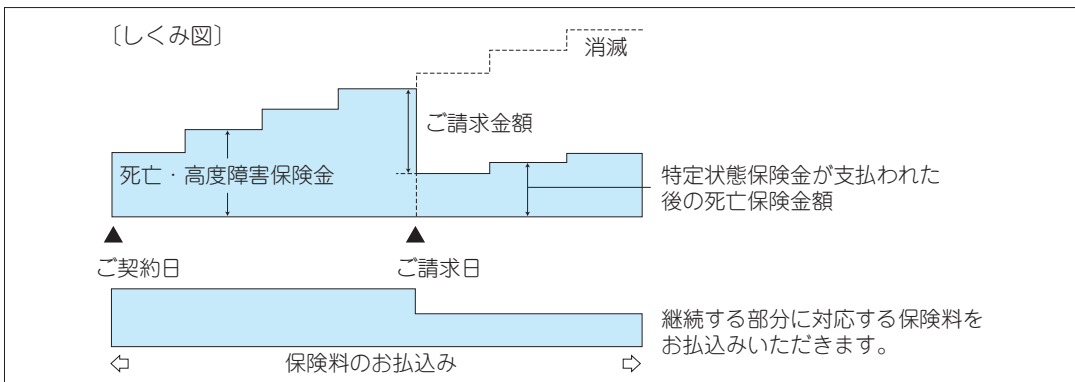 〔しくみ図〕
消滅
ご請求金額
死亡・高度障害保険金
特定状態保険金が支払われた
後の死亡保険金額
ご契約日
ご請求日
継続する部分に対応する保険料を
お払込みいただきます。
保険料のお払込み